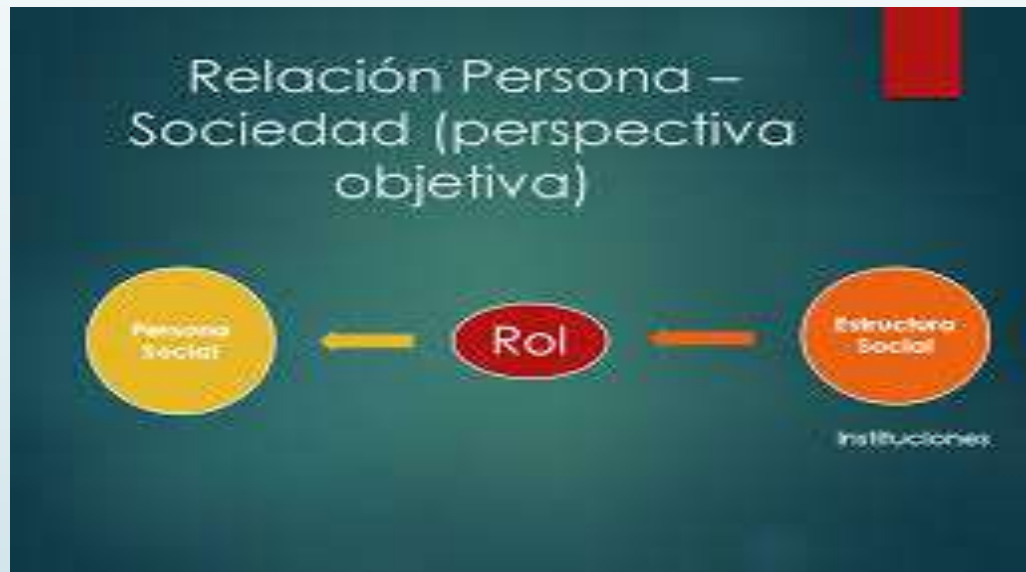 Relación Persona –
Sociedad (perspectiva
objetiva)
Persona
Social
Rol
Estructura
Social
Instituciones